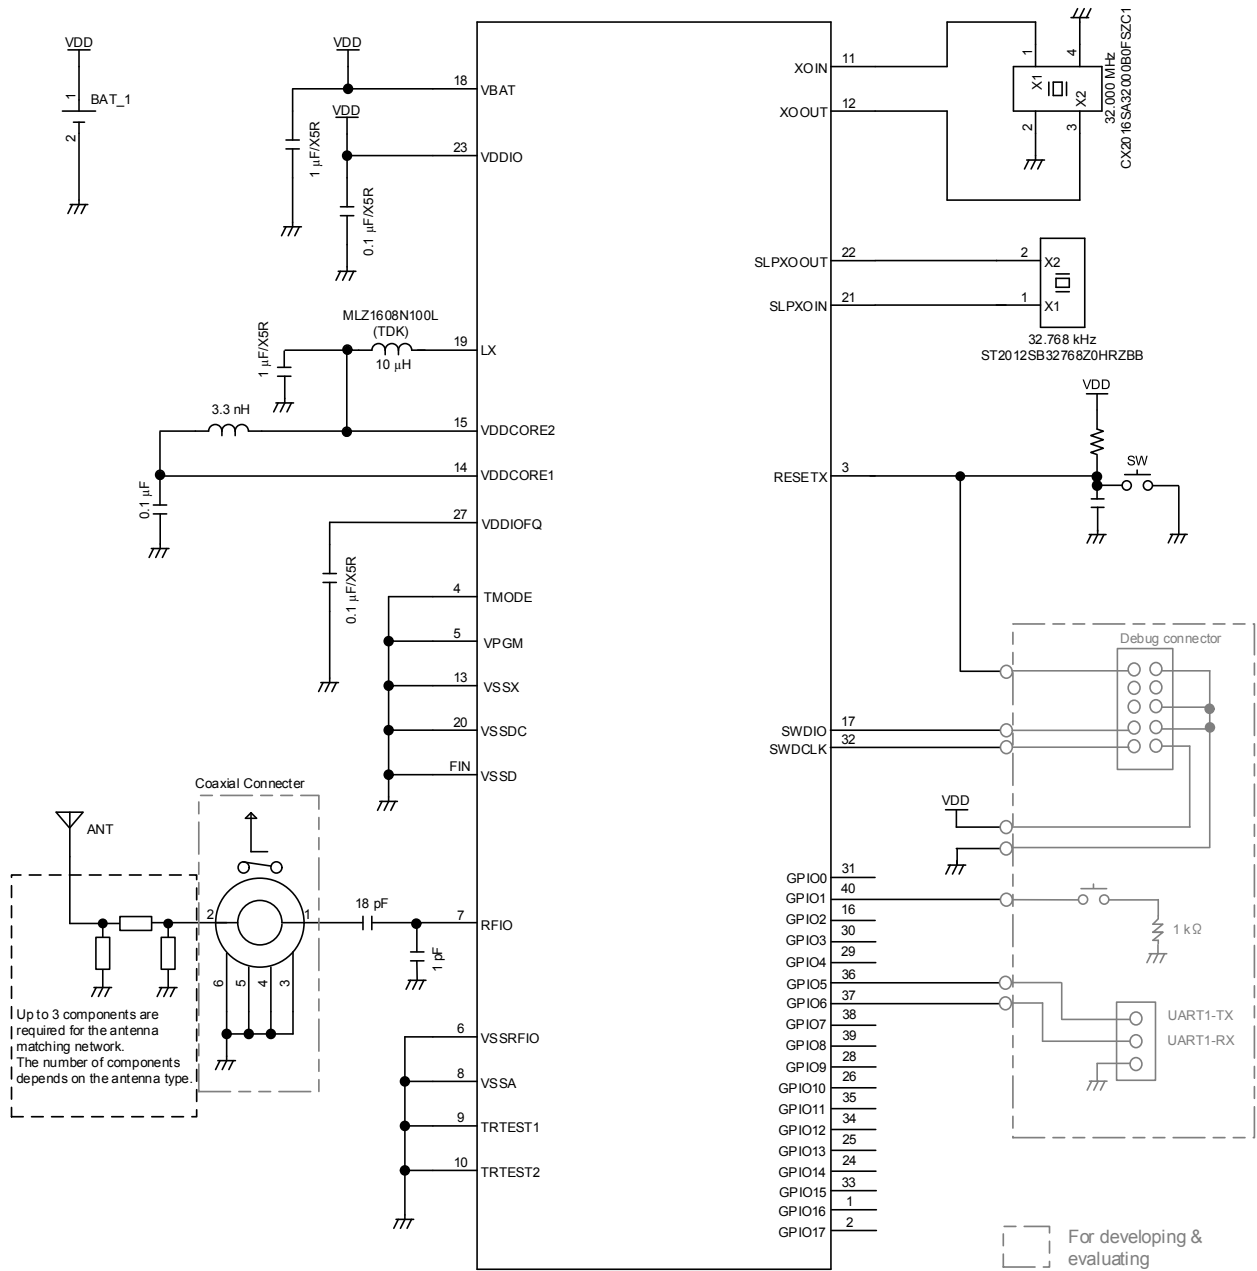 VDD
1
BAT_1
2
VDD
18
VBAT
1 μF/X5R
VDD
23
VDDIO
0.1 μF/X5R
MLZ1608N100L
(TDK)
10 μH
19
LX
1 μF/X5R
3.3 nH
15
VDDCORE2
14
VDDCORE1
0.1 μF
27
VDDIOFQ
0.1 μF/X5R
4
TMODE
5
VPGM
13
VSSX
20
VSSDC
FIN
VSSD
Coaxial Connecter
ANT
2
1
18 pF
7
RFIO
1 pF
6
5
4
3
Up to 3 components are
required for the antenna
matching network.
The number of components
depends on the antenna type.
6
VSSRFIO
8
VSSA
9
TRTEST1
10
TRTEST2
XOIN
11
XOOUT
12
1
4
X1
X2
2
3
32.000 MHz
CX2016SA32000B0FSZC1
SLPXOOUT
22
2
X2
SLPXOIN
21
1
X1
32.768 kHz
ST2012SB32768Z0HRZBB
VDD
RESETX
3
SW
Debug connector
SWDIO
17
SWDCLK
32
VDD
GPIO0
31
GPIO1
40
GPIO2
16
GPIO3
30
GPIO4
29
GPIO5
36
GPIO6
37
GPIO7
38
GPIO8
39
GPIO9
28
GPIO10
26
GPIO11
35
GPIO12
34
GPIO13
25
GPIO14
24
GPIO15
33
GPIO16
1
GPIO17
2
1 kΩ
UART1-TX
UART1-RX
For developing &
evaluating